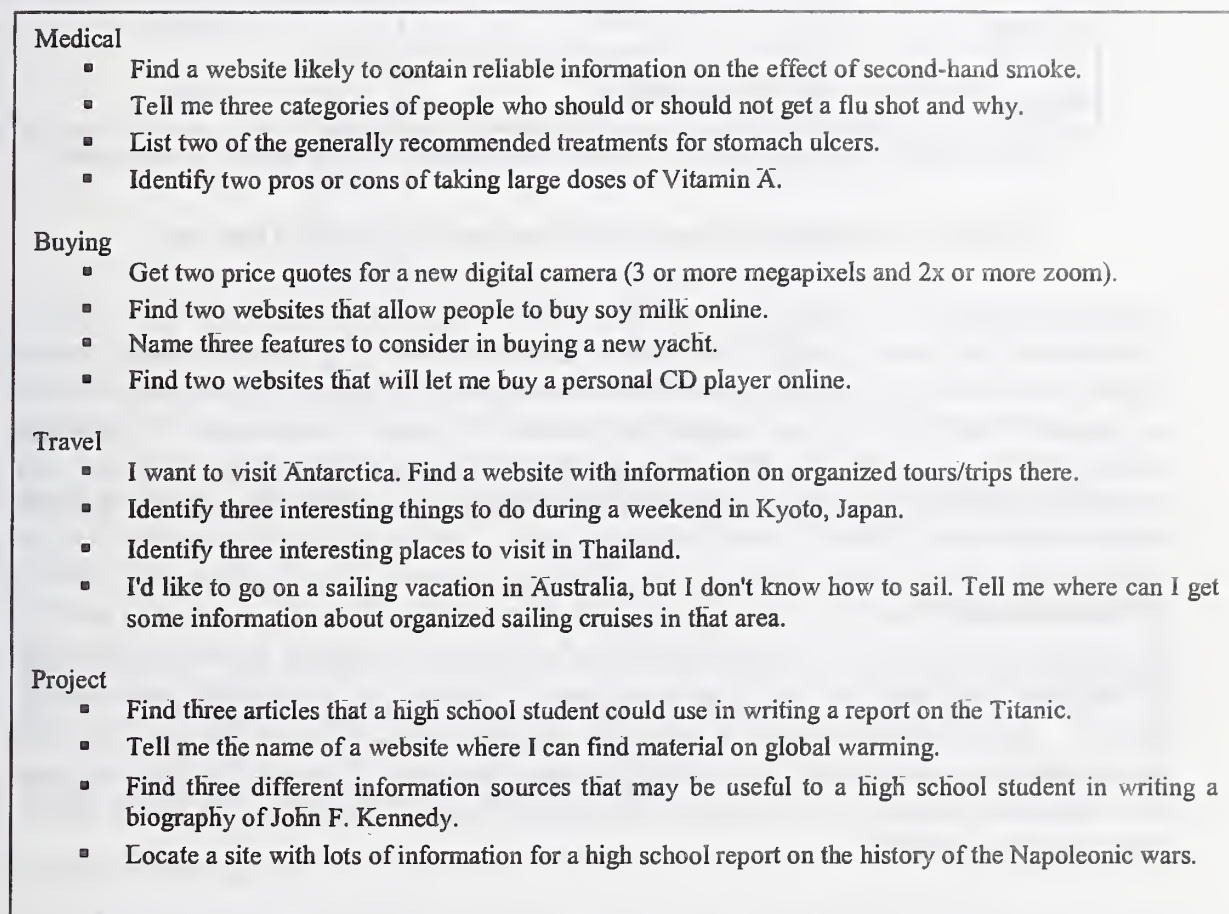 Medical
▪ Find a website likely to contain reliable information on the effect of second-hand smoke.
▪ Tell me three categories of people who should or should not get a flu shot and why.
▪ List two of the generally recommended treatments for stomach ulcers.
▪ Identify two pros or cons of taking large doses of Vitamin A.
Buying
▪ Get two price quotes for a new digital camera (3 or more megapixels and 2x or more zoom).
▪ Find two websites that allow people to buy soy milk online.
▪ Name three features to consider in buying a new yacht.
▪ Find two websites that will let me buy a personal CD player online.
Travel
▪ I want to visit Antarctica. Find a website with information on organized tours/trips there.
▪ Identify three interesting things to do during a weekend in Kyoto, Japan.
▪ Identify three interesting places to visit in Thailand.
▪ I'd like to go on a sailing vacation in Australia, but I don't know how to sail. Tell me where can I get
some information about organized sailing cruises in that area.
Project
▪ Find three articles that a high school student could use in writing a report on the Titanic.
▪ Tell me the name of a website where I can find material on global warming.
▪ Find three different information sources that may be useful to a high school student in writing a
biography of John F. Kennedy.
▪ Locate a site with lots of information for a high school report on the history of the Napoleonic wars.